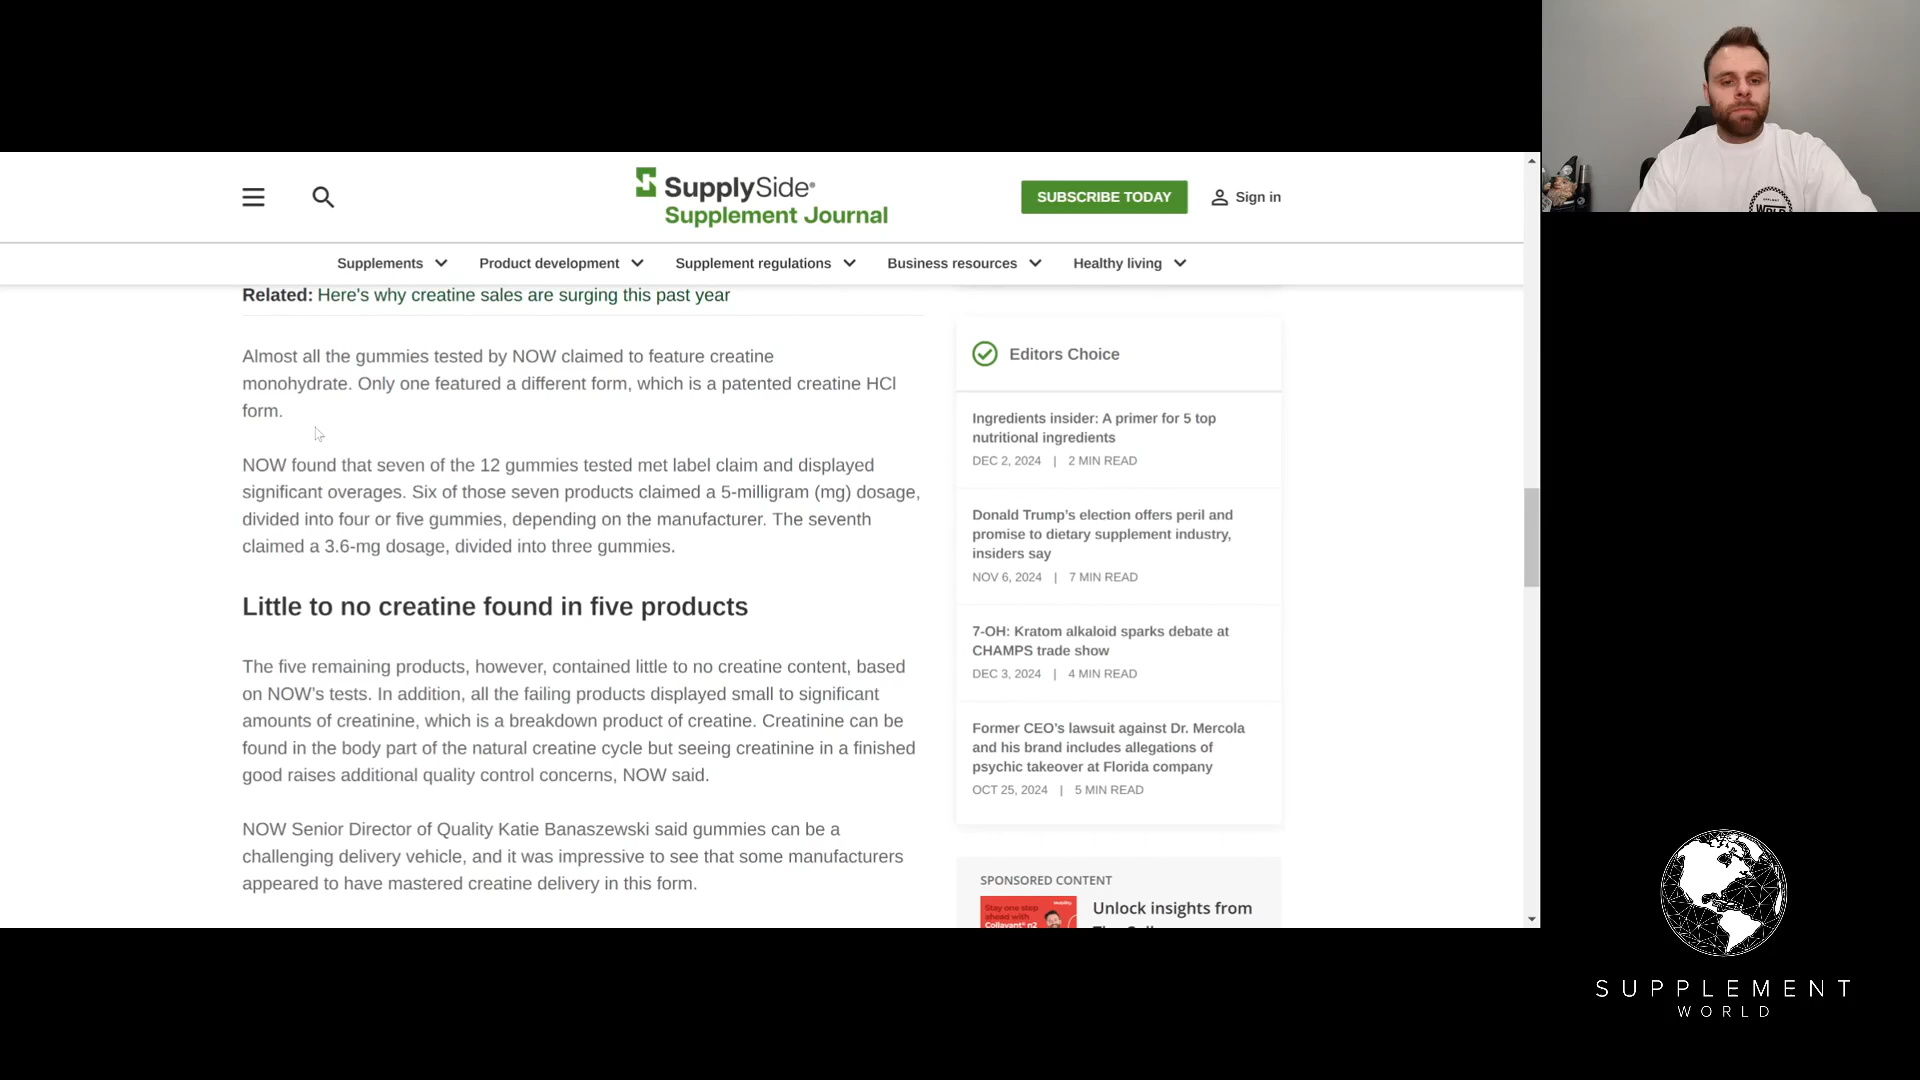 SupplySide
Supplement Journal
SUBSCRIBE TODAY
Sign in
Supplements
Product development
Supplement regulations
Business resources
Healthy living
Related: Here's why creatine sales are surging this past year
Almost all the gummies tested by NOW claimed to feature creatine
monohydrate. Only one featured a different form, which is a patented creatine HCl
form.
NOW found that seven of the 12 gummies tested met label claim and displayed
significant overages. Six of those seven products claimed a 5-milligram (mg) dosage,
divided into four or five gummies, depending on the manufacturer. The seventh
claimed a 3.6-mg dosage, divided into three gummies.
Little to no creatine found in five products
The five remaining products, however, contained little to no creatine content, based
on NOW's tests. In addition, all the failing products displayed small to significant
amounts of creatinine, which is a breakdown product of creatine. Creatinine can be
found in the body part of the natural creatine cycle but seeing creatinine in a finished
good raises additional quality control concerns, NOW said.
NOW Senior Director of Quality Katie Banaszewski said gummies can be a
challenging delivery vehicle, and it was impressive to see that some manufacturers
appeared to have mastered creatine delivery in this form.
Editors Choice
Ingredients insider: A primer for 5 top
nutritional ingredients
DEC 2, 2024 | 2 MIN READ
Donald Trump's election offers peril and
promise to dietary supplement industry,
insiders say
NOV 6, 2024 | 7 MIN READ
7-OH: Kratom alkaloid sparks debate at
CHAMPS trade show
DEC 3, 2024 | 4 MIN READ
Former CEO's lawsuit against Dr. Mercola
and his brand includes allegations of
psychic takeover at Florida company
OCT 25, 2024 | 5 MIN READ
SPONSORED CONTENT
Stay one step
ahead with
Unlock insights from
SUPPLEMENT
WORLD